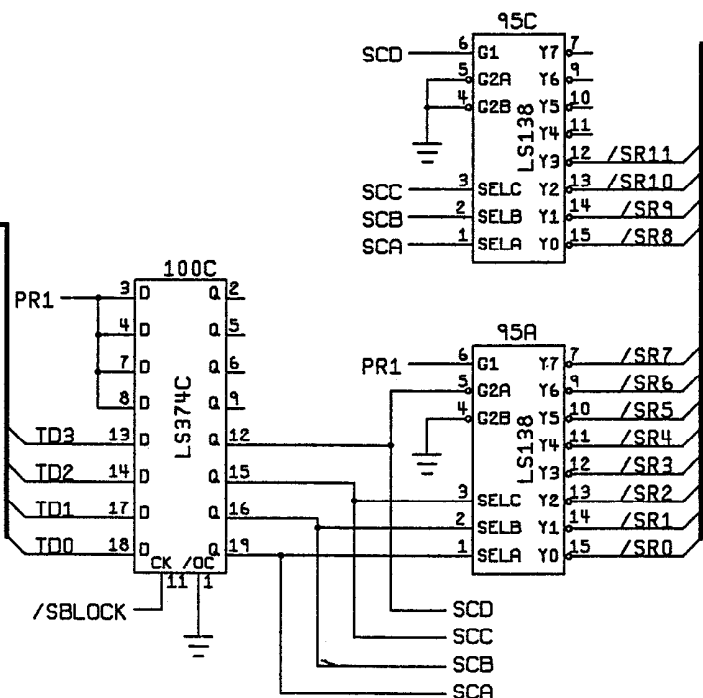 95C
SCD 6 G1 Y7 7
5 G2A Y6 9
4 G2B Y5 10
LS138
Y4 11
Y3 12 /SR11
SCC 3 SELC Y2 13 /SR10
SCB 2 SELB Y1 14 /SR9
SCA 1 SELA Y0 15 /SR8
100C
PR1 3 D Q 2
4 D Q 5
7 D Q 6
8 D Q 9
LS374C
TD3 13 D Q 12
TD2 14 D Q 15
TD1 17 D Q 16
TD0 18 D Q 19
CK /OC
11 1
/SBLOCK
95A
PR1 6 G1 Y7 7 /SR7
5 G2A Y6 9 /SR6
4 G2B Y5 10 /SR5
LS138
Y4 11 /SR4
Y3 12 /SR3
3 SELC Y2 13 /SR2
2 SELB Y1 14 /SR1
1 SELA Y0 15 /SR0
SCD
SCC
SCB
SCA